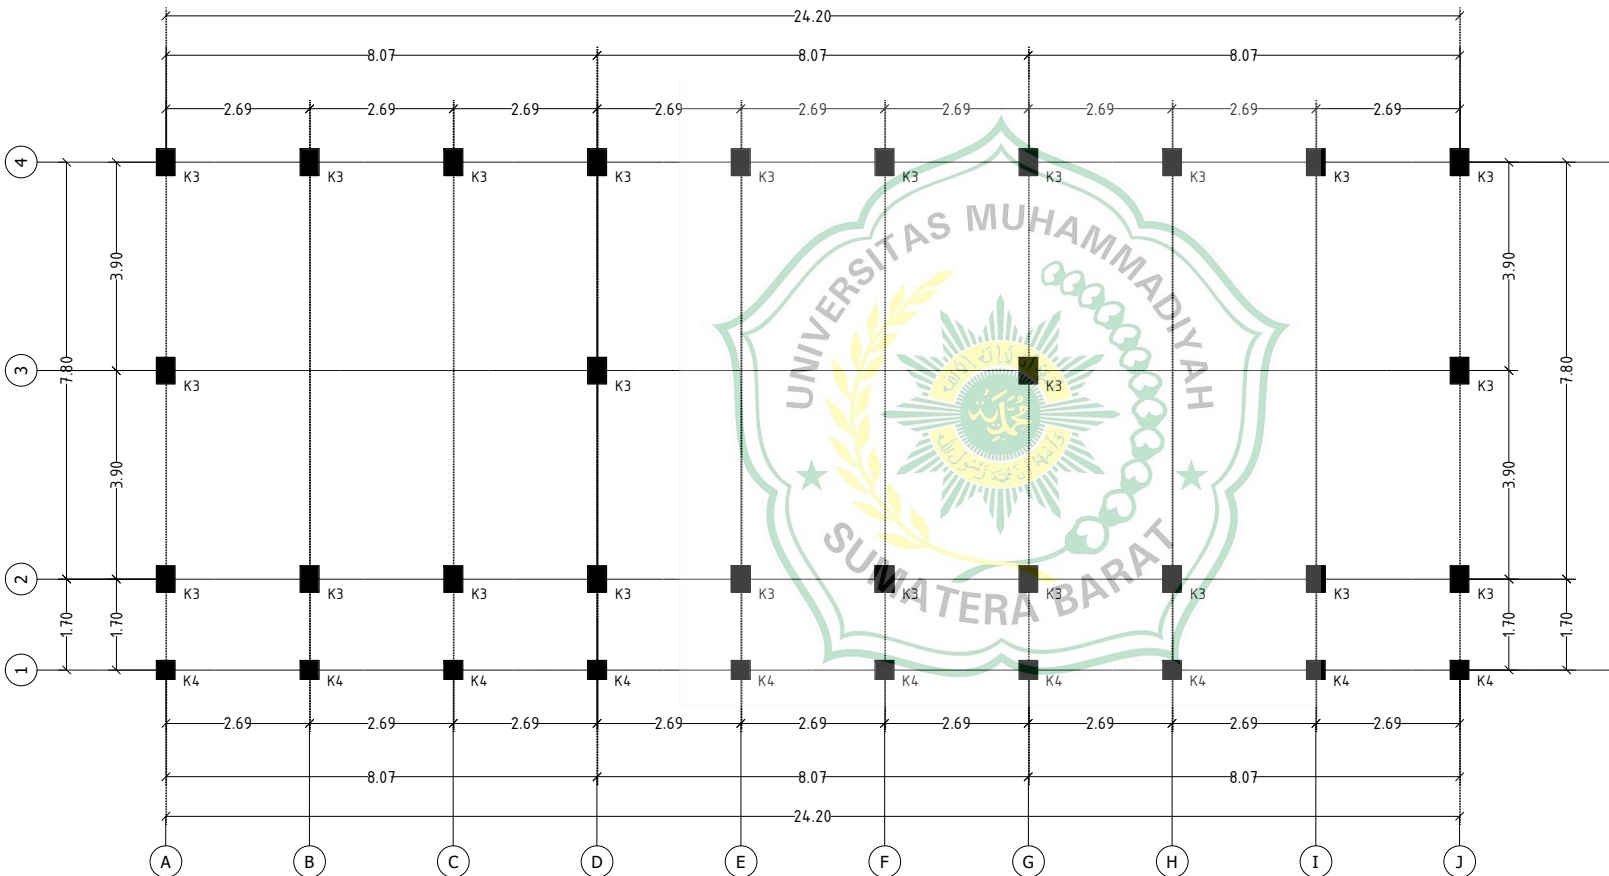 24.20
8.07 8.07 8.07
2.69 2.69 2.69 2.69 2.69 2.69 2.69 2.69 2.69
4
K3 K3 K3 K3 K3 K3 K3 K3 K3 K3
UNIVERSITAS MUHAMMADIYAH
3.90 3.90
7.80 7.80
3
K3 K3 K3 K3
3.90 3.90
SUMATERA BARAT
2
K3 K3 K3 K3 K3 K3 K3 K3 K3 K3
1.70 1.70 1.70 1.70
1
K4 K4 K4 K4 K4 K4 K4 K4 K4 K4
2.69 2.69 2.69 2.69 2.69 2.69 2.69 2.69 2.69
8.07 8.07 8.07
24.20
A B C D E F G H I J